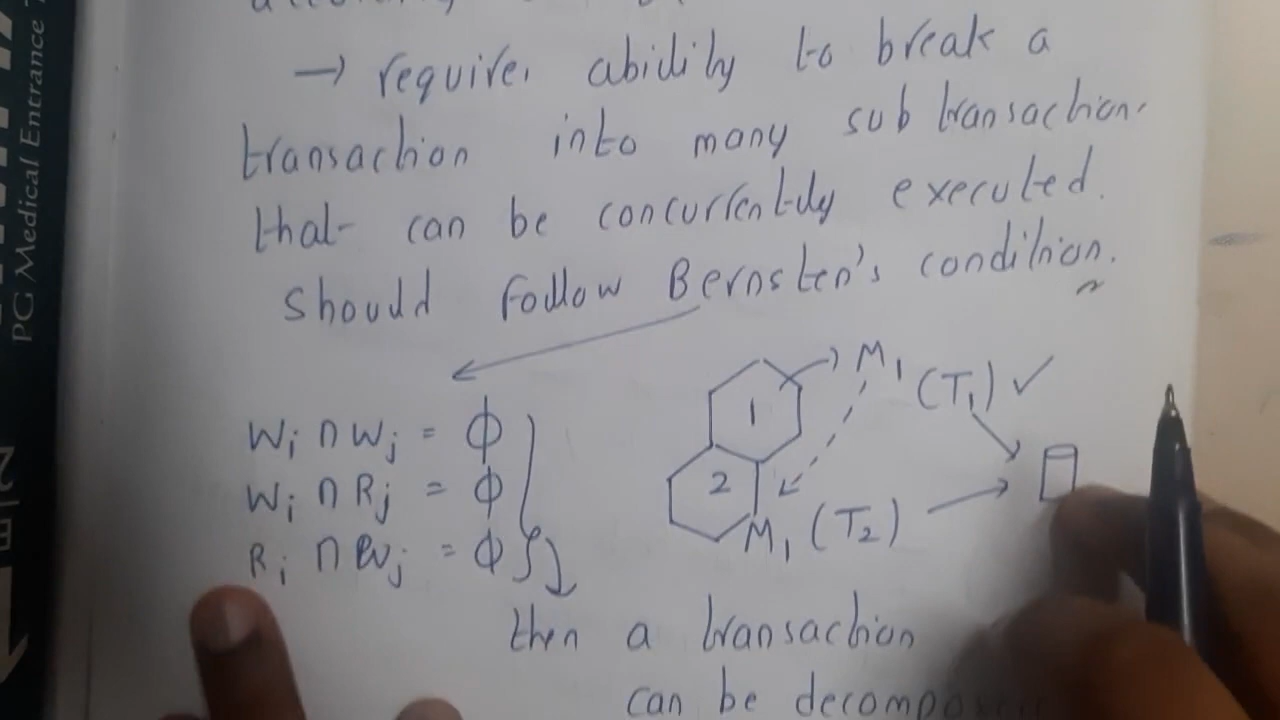 → require, ability to break a
transaction into many sub transaction.
that can be concurrently executed.
should follow Bernsten's condition.
Wi ∩ Wj = ϕ
Wi ∩ Rj = ϕ
Ri ∩ Wj = ϕ
1 → M1 (T1) ✓
2
M1 (T2) →
then a transaction
can be
PG Medical Entrance